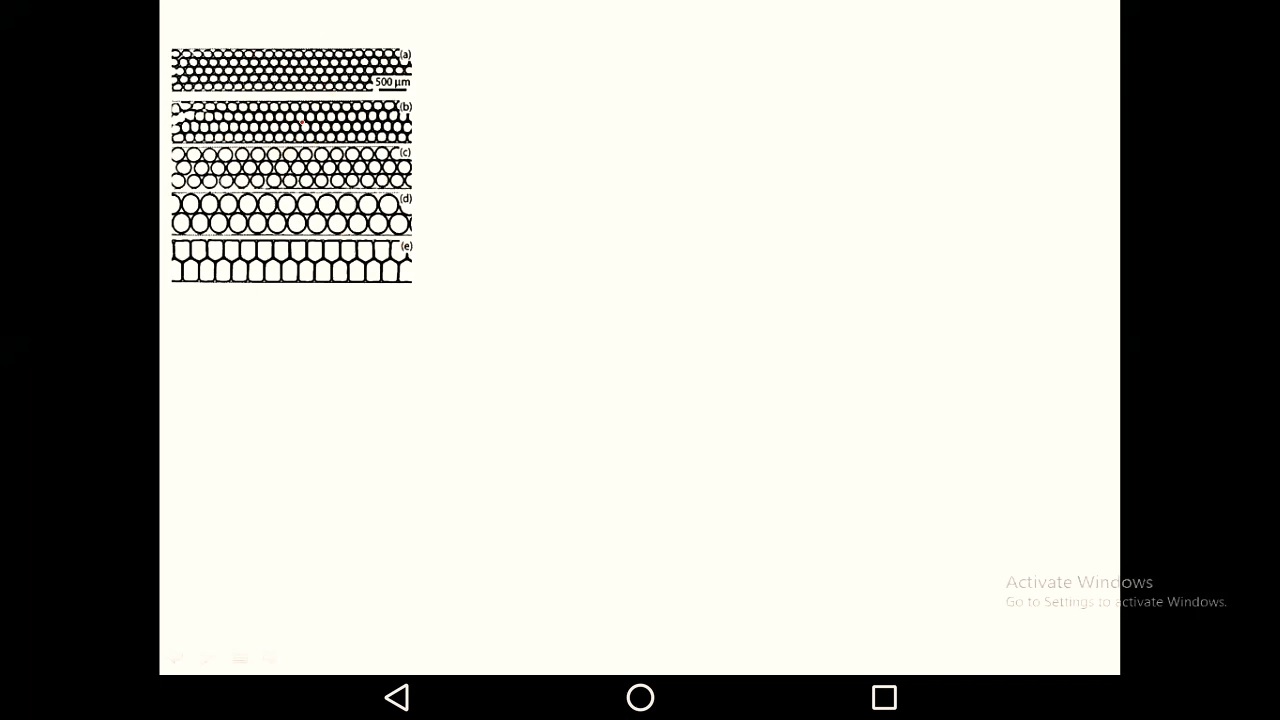 (a)
500 µm
(b)
(c)
(d)
(e)
Activate Windows
Go to Settings to activate Windows.